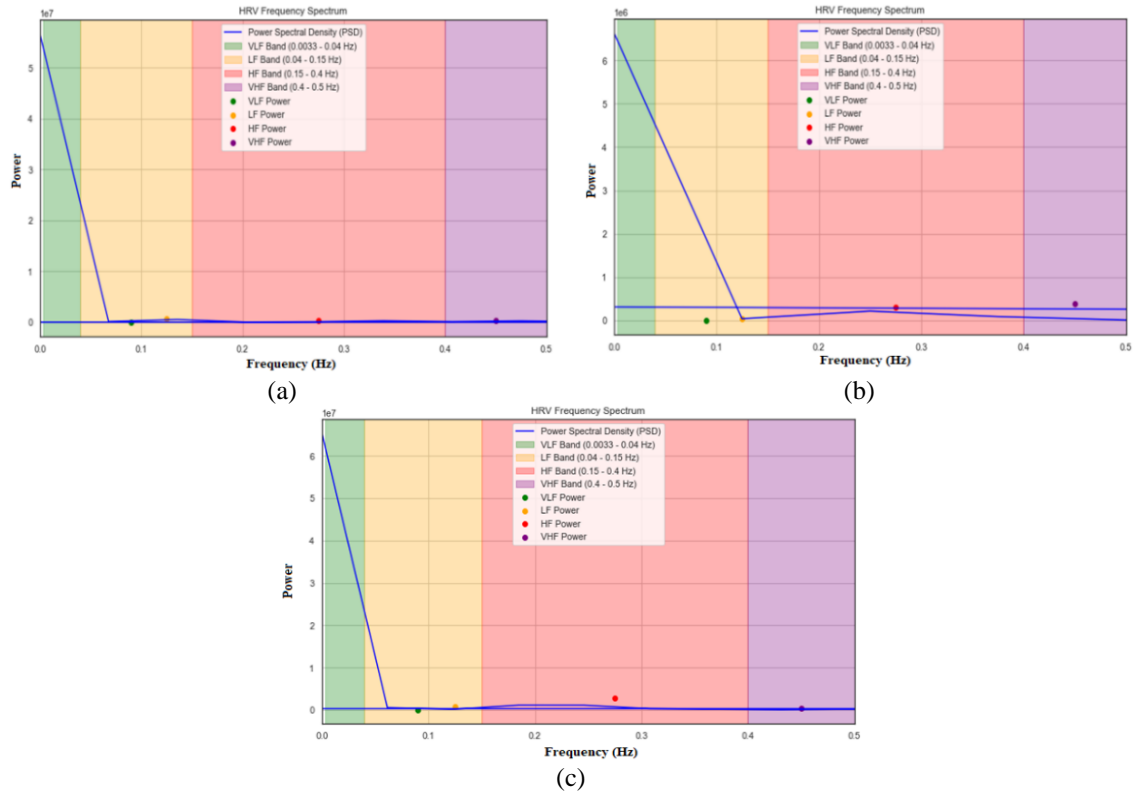 HRV Frequency Spectrum
1e7
Power Spectral Density (PSD)
VLF Band (0.0033 - 0.04 Hz)
LF Band (0.04 - 0.15 Hz)
HF Band (0.15 - 0.4 Hz)
VHF Band (0.4 - 0.5 Hz)
VLF Power
LF Power
HF Power
VHF Power
5
4
3
2
1
0
Power
0.0 0.1 0.2 0.3 0.4 0.5
Frequency (Hz)
(a)
HRV Frequency Spectrum
1e6
Power Spectral Density (PSD)
VLF Band (0.0033 - 0.04 Hz)
LF Band (0.04 - 0.15 Hz)
HF Band (0.15 - 0.4 Hz)
VHF Band (0.4 - 0.5 Hz)
VLF Power
LF Power
HF Power
VHF Power
6
5
4
3
2
1
0
Power
0.0 0.1 0.2 0.3 0.4 0.5
Frequency (Hz)
(b)
HRV Frequency Spectrum
1e7
Power Spectral Density (PSD)
VLF Band (0.0033 - 0.04 Hz)
LF Band (0.04 - 0.15 Hz)
HF Band (0.15 - 0.4 Hz)
VHF Band (0.4 - 0.5 Hz)
VLF Power
LF Power
HF Power
VHF Power
6
5
4
3
2
1
0
Power
0.0 0.1 0.2 0.3 0.4 0.5
Frequency (Hz)
(c)